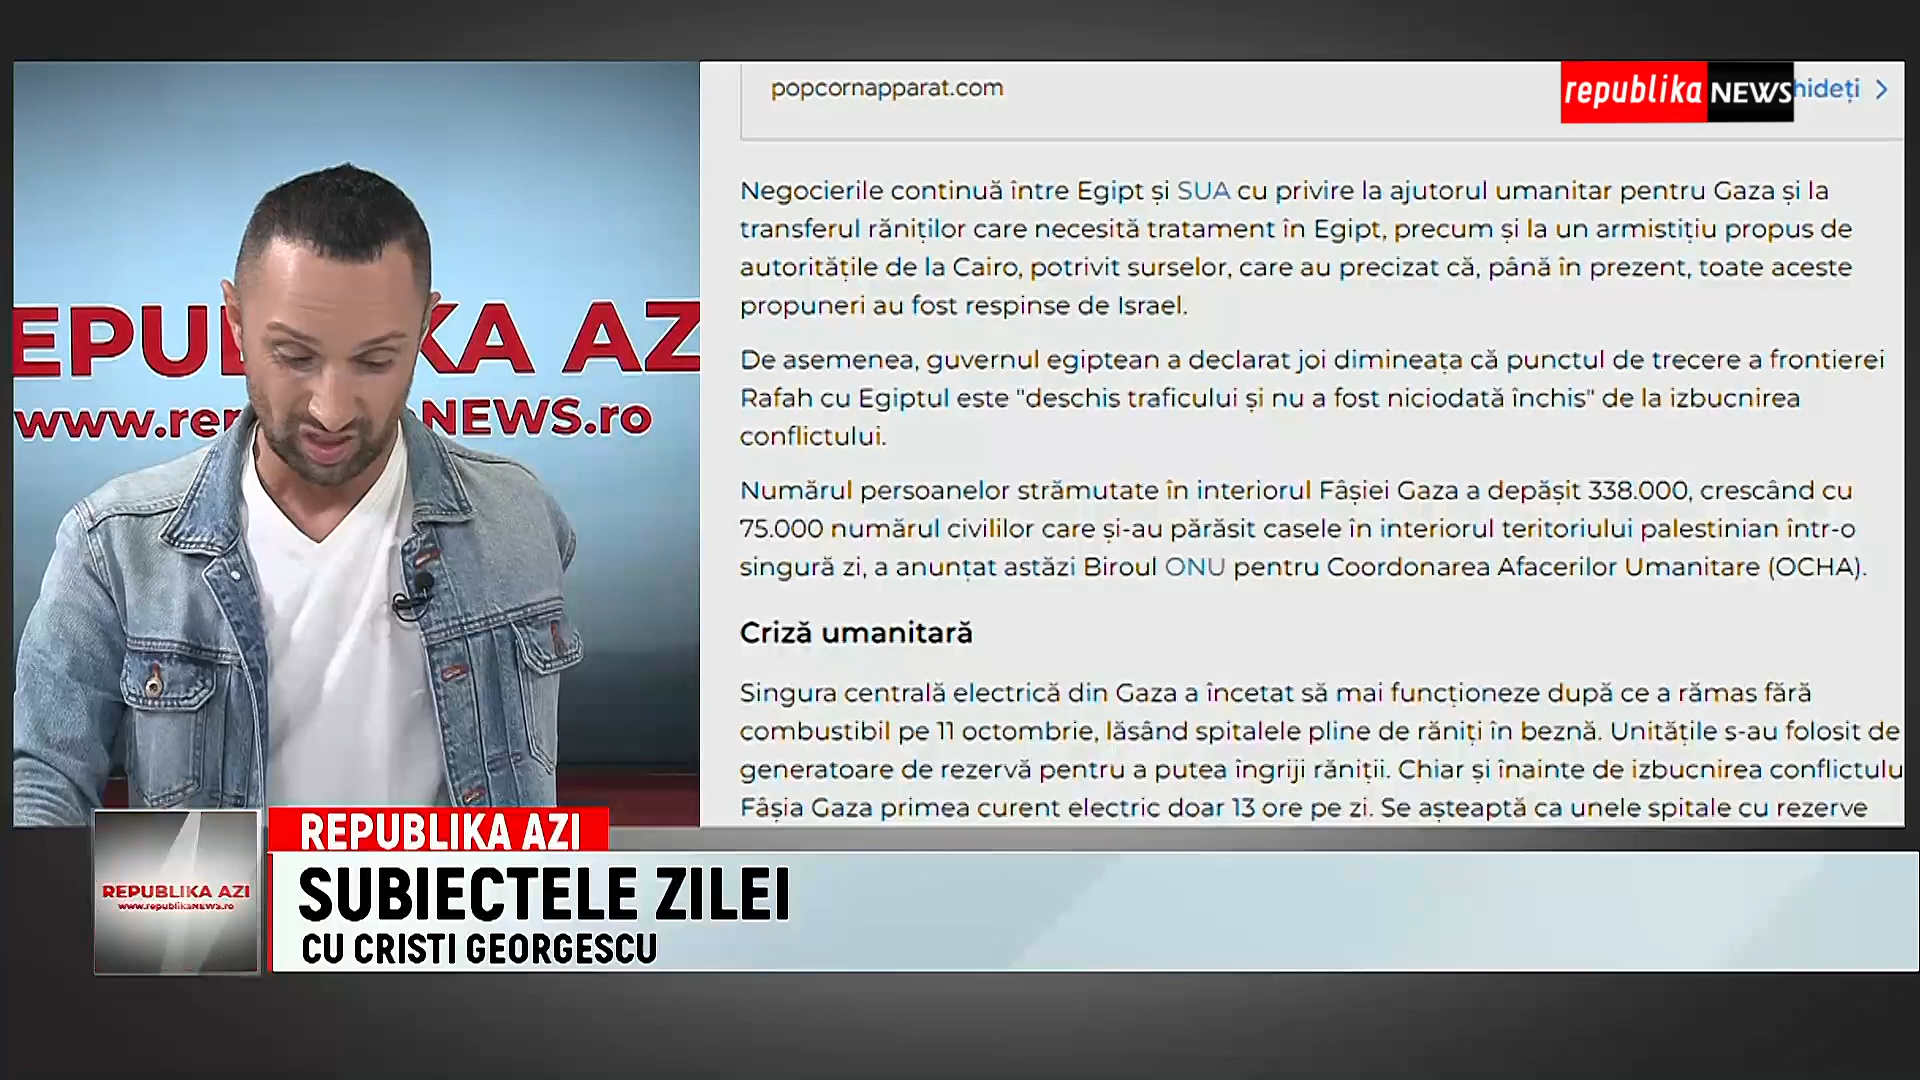 popcornapparat.com
republika NEWS
hideți
EPU KA AZ
www.rep aNEWS.ro
Negocierile continuă între Egipt și SUA cu privire la ajutorul umanitar pentru Gaza și la
transferul răniților care necesită tratament în Egipt, precum și la un armistițiu propus de
autoritățile de la Cairo, potrivit surselor, care au precizat că, până în prezent, toate aceste
propuneri au fost respinse de Israel.
De asemenea, guvernul egiptean a declarat joi dimineața că punctul de trecere a frontierei
Rafah cu Egiptul este "deschis traficului și nu a fost niciodată închis" de la izbucnirea
conflictului.
Numărul persoanelor strămutate în interiorul Fâșiei Gaza a depășit 338.000, crescând cu
75.000 numărul civililor care și-au părăsit casele în interiorul teritoriului palestinian într-o
singură zi, a anunțat astăzi Biroul ONU pentru Coordonarea Afacerilor Umanitare (OCHA).
Criză umanitară
Singura centrală electrică din Gaza a încetat să mai funcționeze după ce a rămas fără
combustibil pe 11 octombrie, lăsând spitalele pline de răniți în beznă. Unitățile s-au folosit de
generatoare de rezervă pentru a putea îngriji răniții. Chiar și înainte de izbucnirea conflictulu
Fâșia Gaza primea curent electric doar 13 ore pe zi. Se așteaptă ca unele spitale cu rezerve
REPUBLIKA AZI
SUBIECTELE ZILEI
CU CRISTI GEORGESCU
REPUBLIKA AZI
www.republikaNEWS.ro